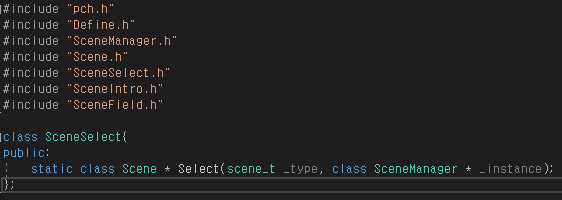 #include "pch.h"
#include "Define.h"
#include "SceneManager.h"
#include "Scene.h"
#include "SceneSelect.h"
#include "SceneIntro.h"
#include "SceneField.h"
class SceneSelect{
public:
static class Scene * Select(scene_t _type, class SceneManager * _instance);
};